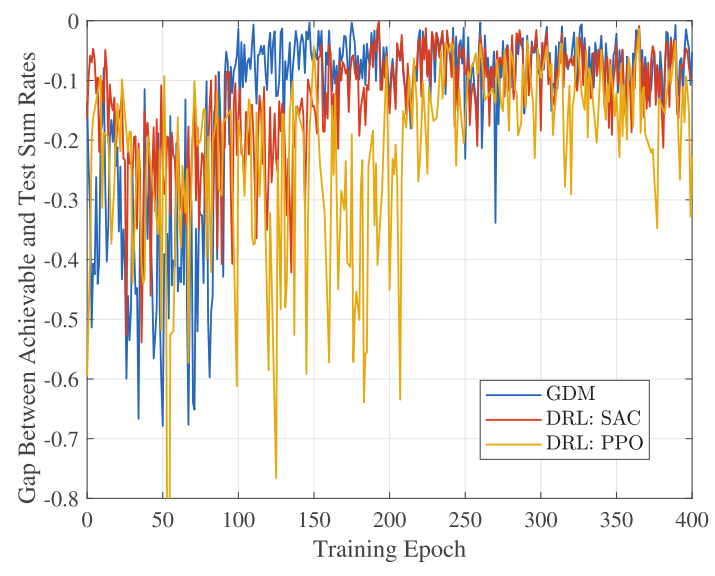 Gap Between Achievable and Test Sum Rates
0
-0.1
-0.2
-0.3
-0.4
-0.5
-0.6
-0.7
-0.8
GDM
DRL: SAC
DRL: PPO
0 50 100 150 200 250 300 350 400
Training Epoch